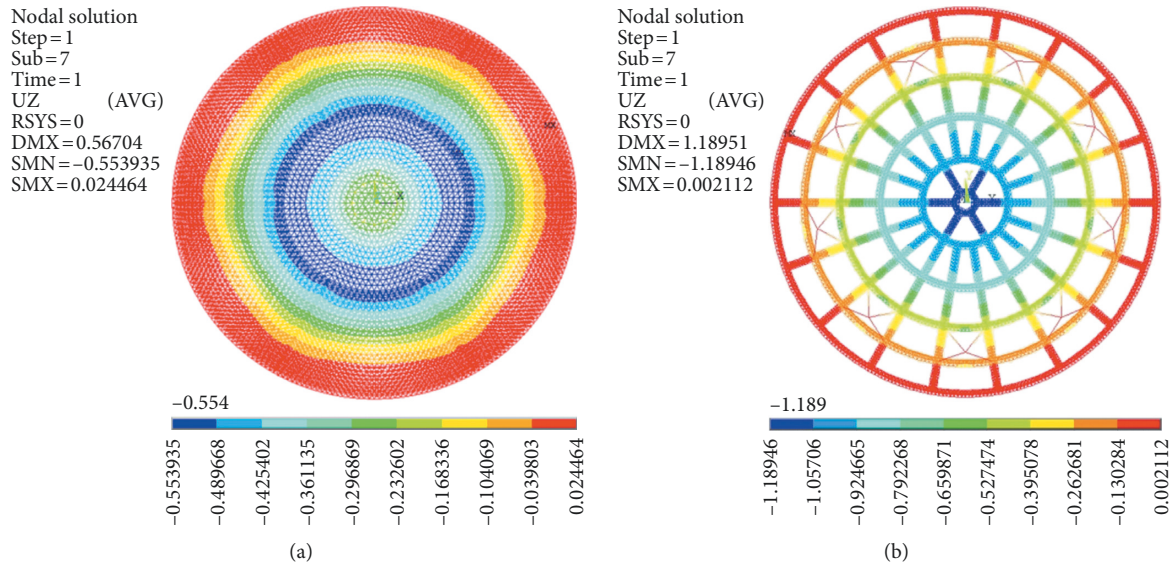 Nodal solution
Step=1
Sub=7
Time=1
UZ (AVG)
RSYS=0
DMX=0.56704
SMN=–0.553935
SMX=0.024464
X
–0.554
–0.553935
–0.489668
–0.425402
–0.361135
–0.296869
–0.232602
–0.168336
–0.104069
–0.039803
0.024464
(a)
Nodal solution
Step=1
Sub=7
Time=1
UZ (AVG)
RSYS=0
DMX=1.18951
SMN=–1.18946
SMX=0.002112
Y
X
–1.189
–1.18946
–1.05706
–0.924665
–0.792268
–0.659871
–0.527474
–0.395078
–0.262681
–0.130284
0.002112
(b)